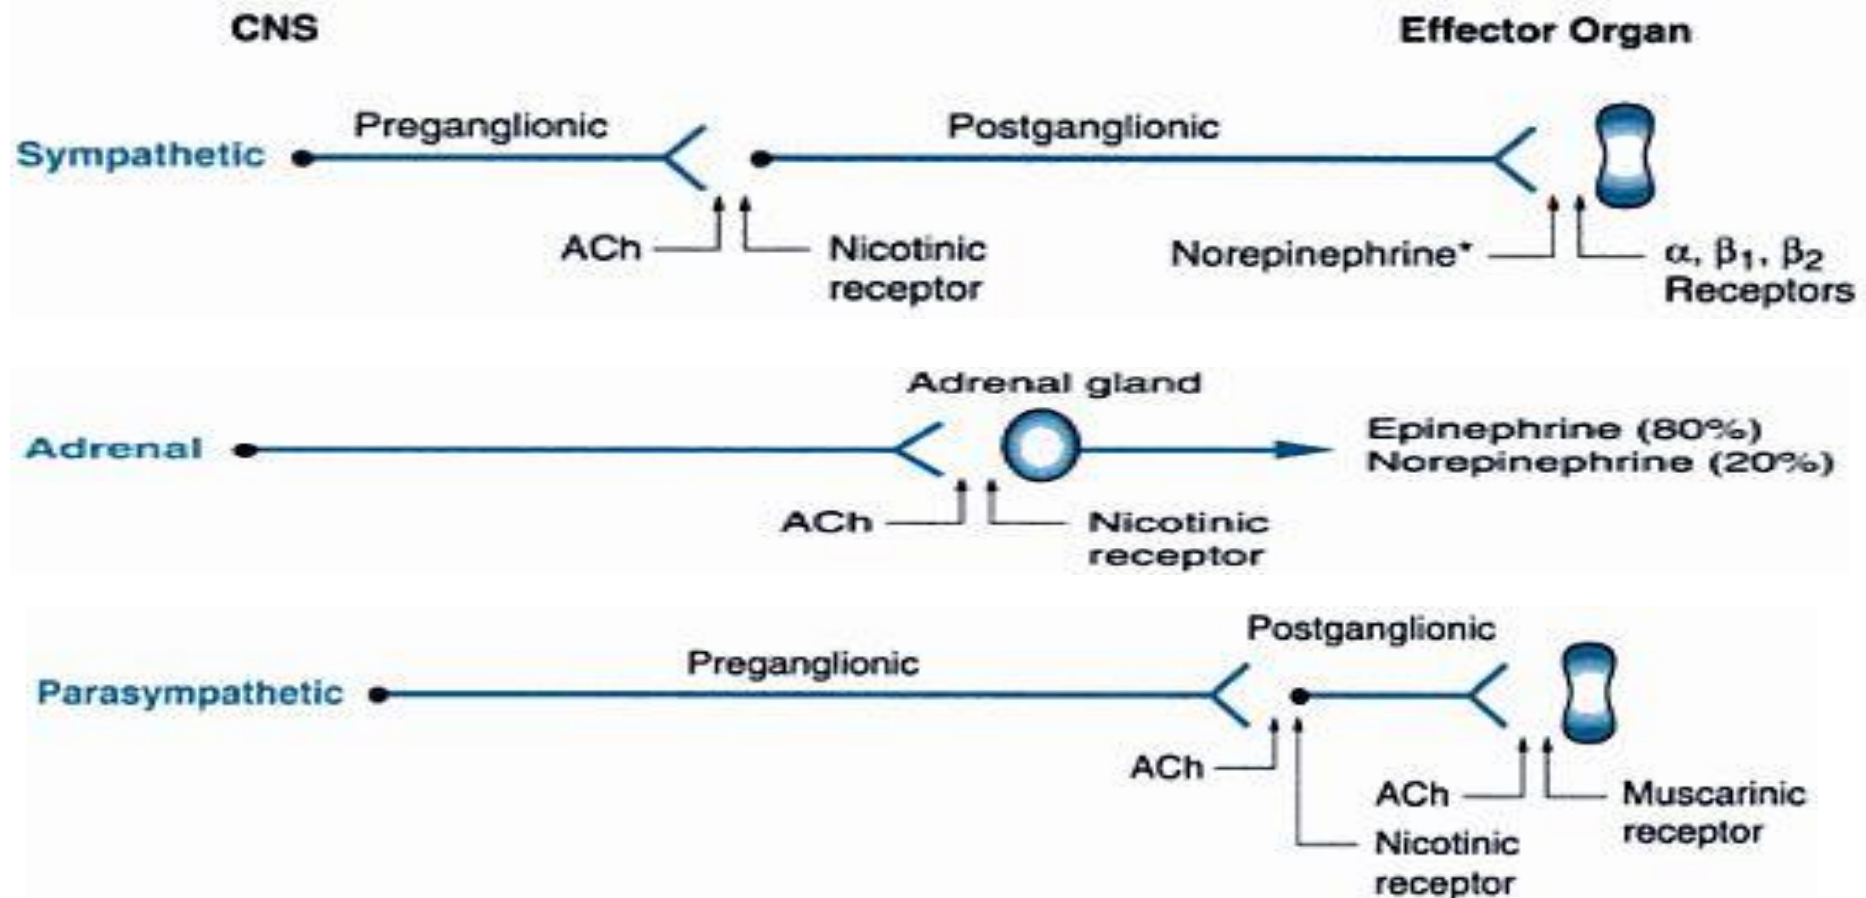 CNS
Effector Organ
Preganglionic
Postganglionic
Sympathetic
ACh
Nicotinic
receptor
Norepinephrine*
α, β₁, β₂
Receptors
Adrenal gland
Adrenal
Epinephrine (80%)
Norepinephrine (20%)
ACh
Nicotinic
receptor
Postganglionic
Preganglionic
Parasympathetic
ACh
ACh
Nicotinic
receptor
Muscarinic
receptor